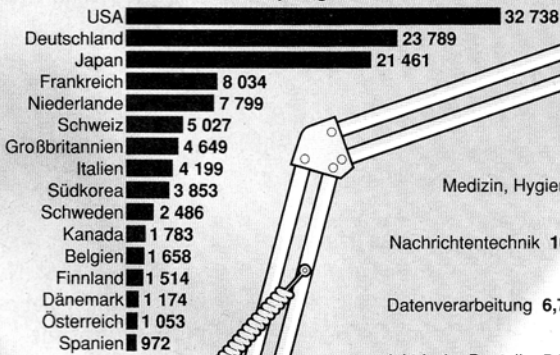 USA 32 738
Deutschland 23 789
Japan 21 461
Frankreich 8 034
Niederlande 7 799
Schweiz 5 027
Großbritannien 4 649
Italien 4 199
Südkorea 3 853
Schweden 2 486
Kanada 1 783
Belgien 1 658
Finnland 1 514
Dänemark 1 174
Österreich 1 053
Spanien 972
Medizin,
Nachrichtentechnik
Datenverarbeitung 6,